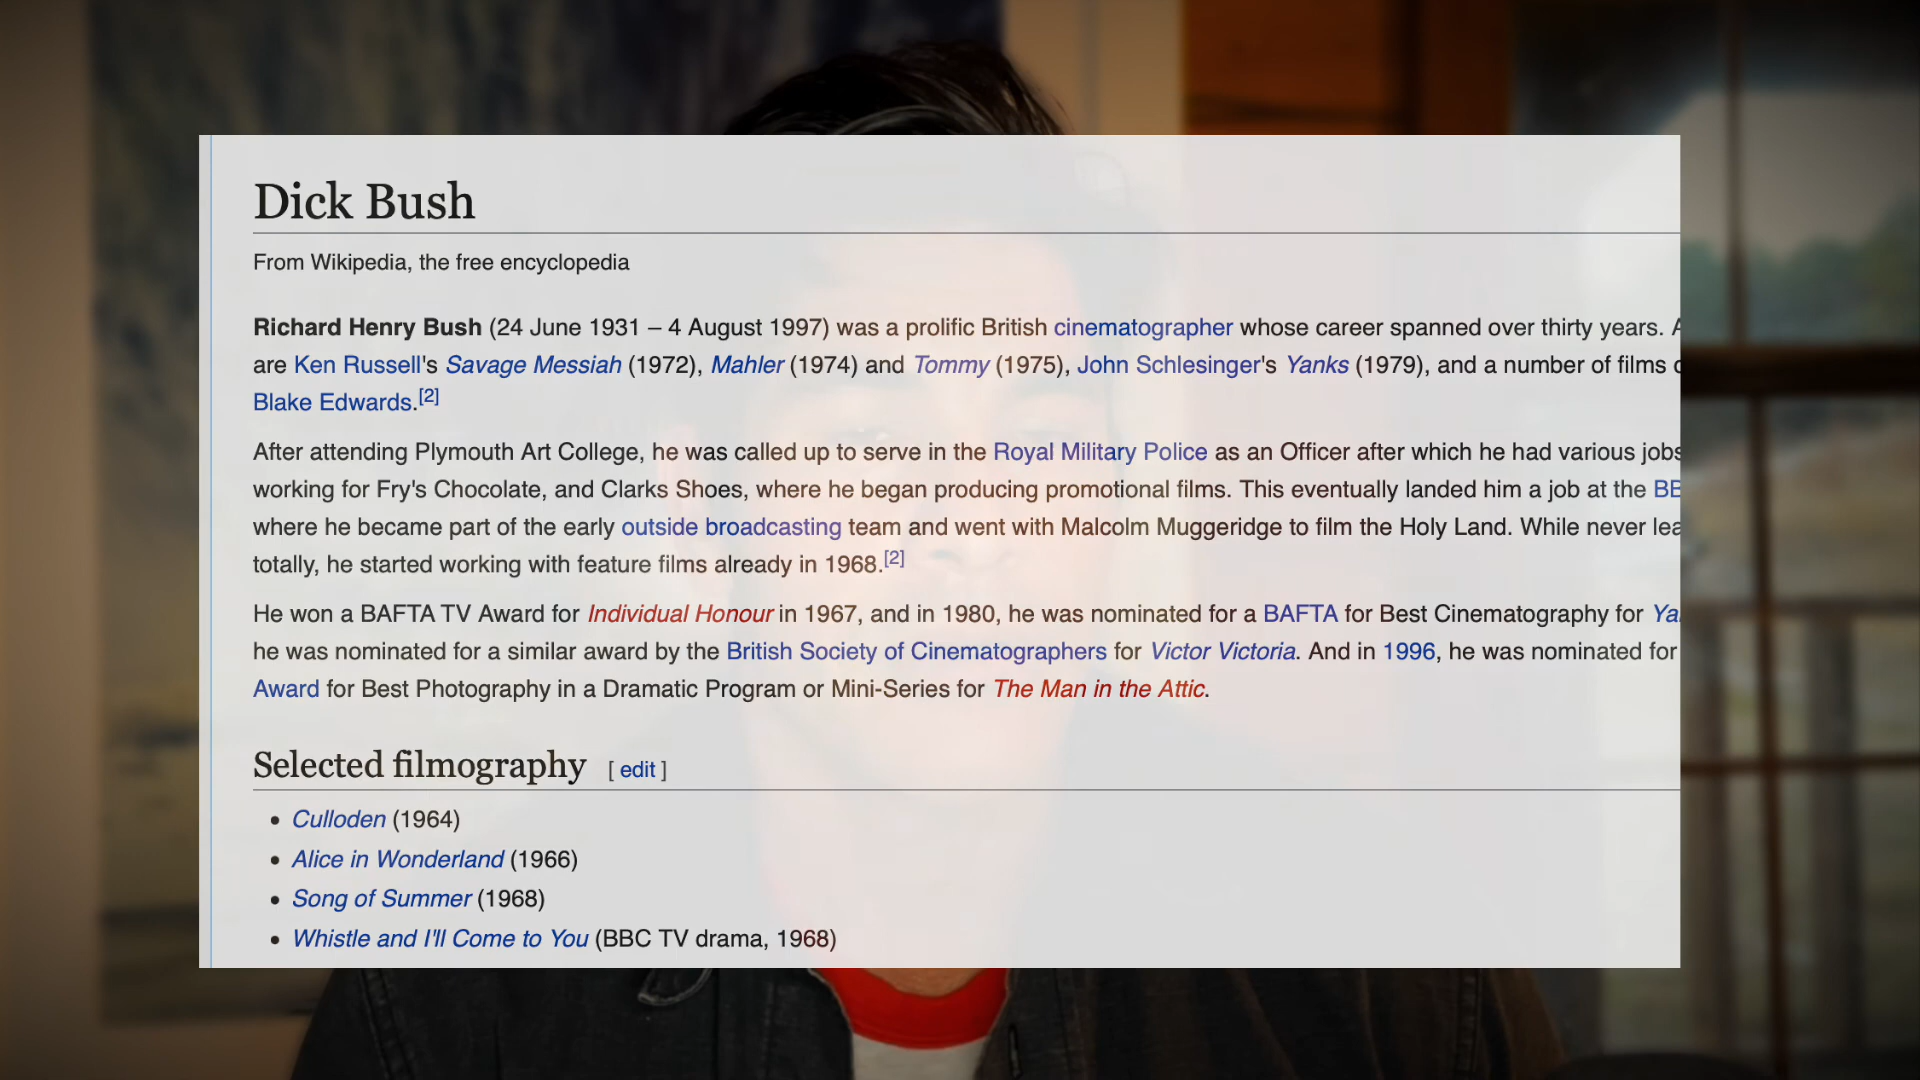 Dick Bush
From Wikipedia, the free encyclopedia
Richard Henry Bush (24 June 1931 – 4 August 1997) was a prolific British cinematographer whose career spanned over thirty years.
are Ken Russell's Savage Messiah (1972), Mahler (1974) and Tommy (1975), John Schlesinger's Yanks (1979), and a number of films
Blake Edwards.[2]
After attending Plymouth Art College, he was called up to serve in the Royal Military Police as an Officer after which he had various jobs
working for Fry's Chocolate, and Clarks Shoes, where he began producing promotional films. This eventually landed him a job at the
where he became part of the early outside broadcasting team and went with Malcolm Muggeridge to film the Holy Land. While never
totally, he started working with feature films already in 1968.[2]
He won a BAFTA TV Award for Individual Honour in 1967, and in 1980, he was nominated for a BAFTA for Best Cinematography for
he was nominated for a similar award by the British Society of Cinematographers for Victor Victoria. And in 1996, he was nominated for
Award for Best Photography in a Dramatic Program or Mini-Series for The Man in the Attic.
Selected filmography [ edit ]
• Culloden (1964)
• Alice in Wonderland (1966)
• Song of Summer (1968)
• Whistle and I'll Come to You (BBC TV drama, 1968)